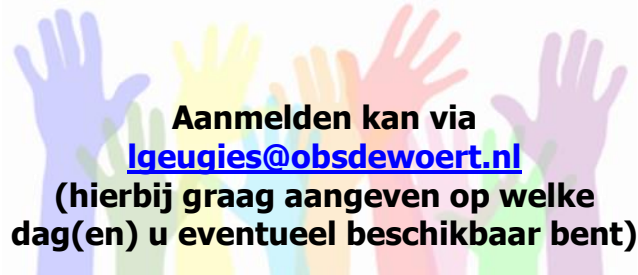 Aanmelden kan via
lgeugies@obsdewoert.nl
(hierbij graag aangeven op welke
dag(en) u eventueel beschikbaar bent)